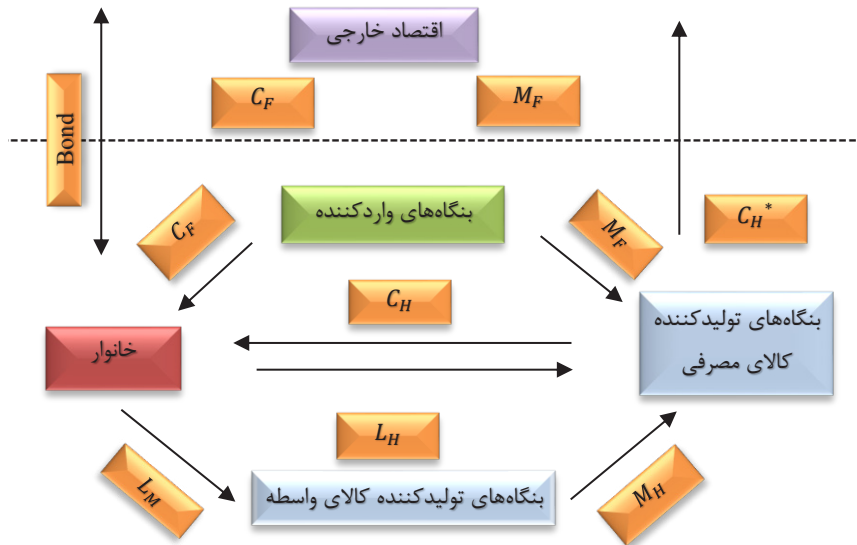 اقتصاد خارجی
Bond
C_F
M_F
C_F
بنگاه‌های واردکننده
M_F
C_H*
C_H
خانوار
بنگاه‌های تولیدکننده
کالای مصرفی
L_H
L_M
بنگاه‌های تولیدکننده کالای واسطه
M_H